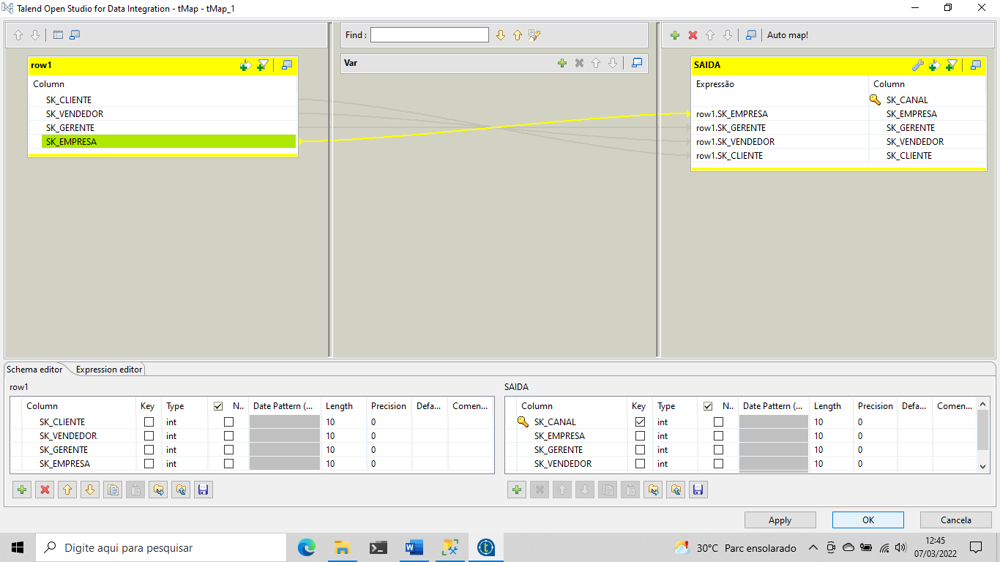 Talend Open Studio for Data Integration - tMap - tMap_1
Find :
Auto map!
row1
Var
SAIDA
Column
Expressão Column
SK_CLIENTE
SK_CANAL
SK_VENDEDOR
row1.SK_EMPRESA SK_EMPRESA
SK_GERENTE
row1.SK_GERENTE SK_GERENTE
SK_EMPRESA
row1.SK_VENDEDOR SK_VENDEDOR
row1.SK_CLIENTE SK_CLIENTE
Schema editor Expression editor
row1
Column Key Type N.. Date Pattern (... Length Precision Defa... Comen...
SK_CLIENTE int 10 0
SK_VENDEDOR int 10 0
SK_GERENTE int 10 0
SK_EMPRESA int 10 0
SAIDA
Column Key Type N.. Date Pattern (... Length Precision Defa... Comen...
SK_CANAL int 10 0
SK_EMPRESA int 10 0
SK_GERENTE int 10 0
SK_VENDEDOR int 10 0
Apply OK Cancela
Digite aqui para pesquisar
30°C Parc ensolarado
12:45
07/03/2022